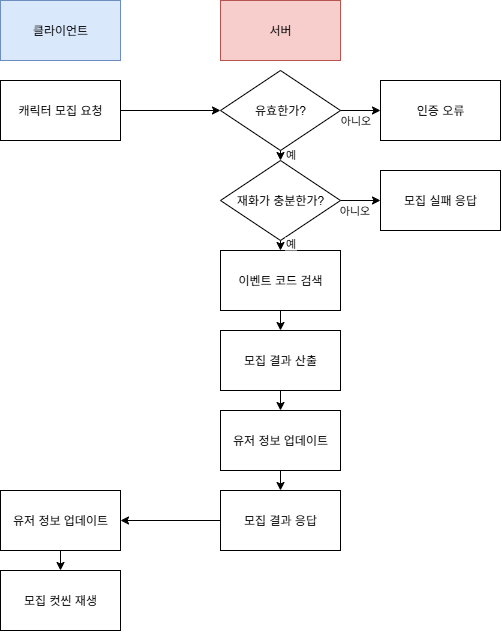 클라이언트
서버
캐릭터 모집 요청
유효한가?
아니오
인증 오류
예
재화가 충분한가?
아니오
모집 실패 응답
예
이벤트 코드 검색
모집 결과 산출
유저 정보 업데이트
모집 결과 응답
유저 정보 업데이트
모집 컷씬 재생